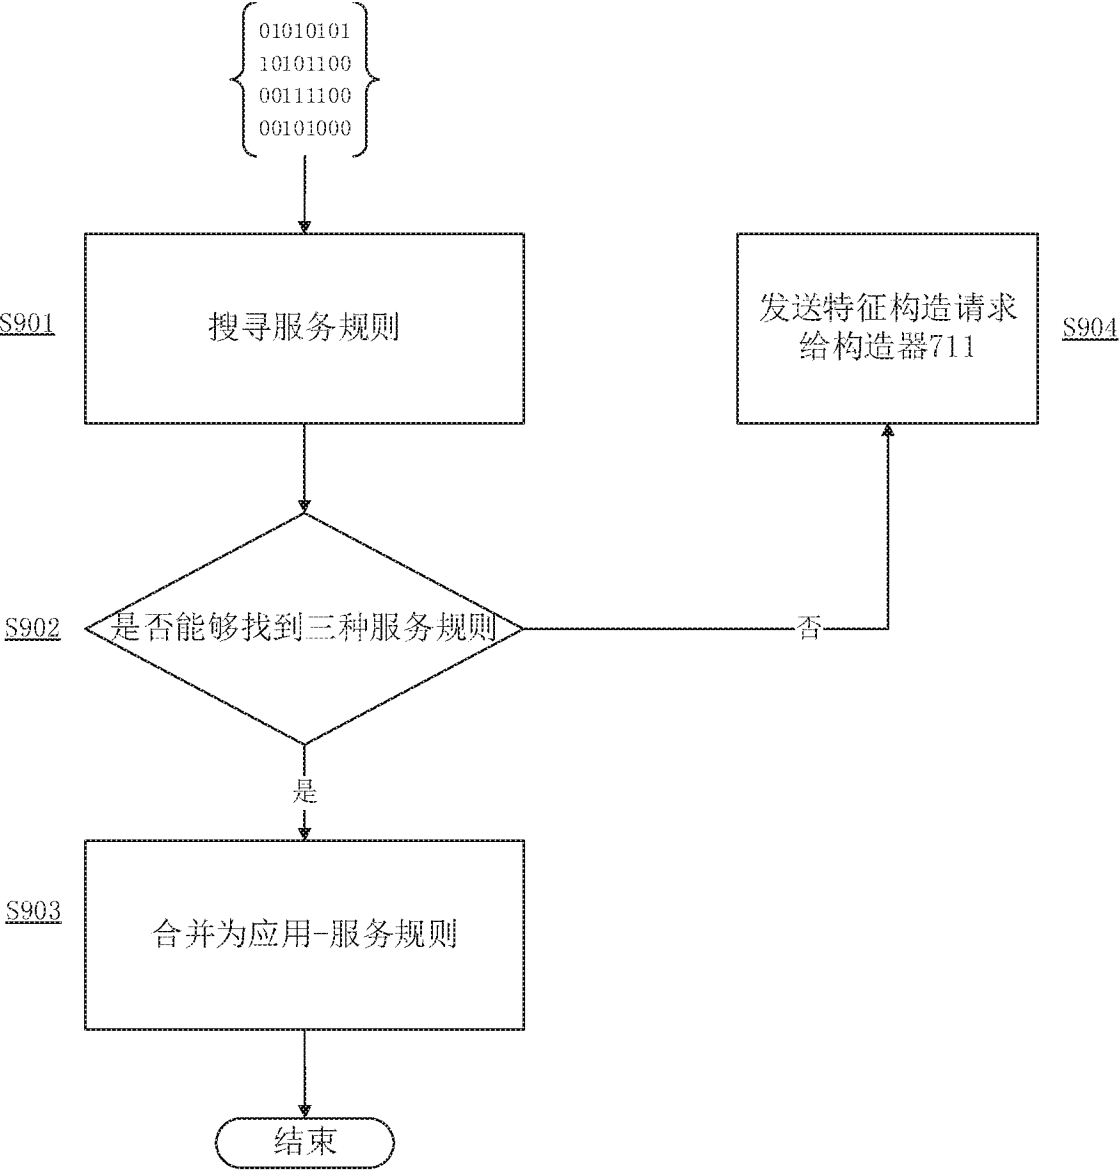 01010101
10101100
00111100
00101000
S901
搜寻服务规则
发送特征构造请求
给构造器711
S904
S902
是否能够找到三种服务规则
否
是
S903
合并为应用-服务规则
结束